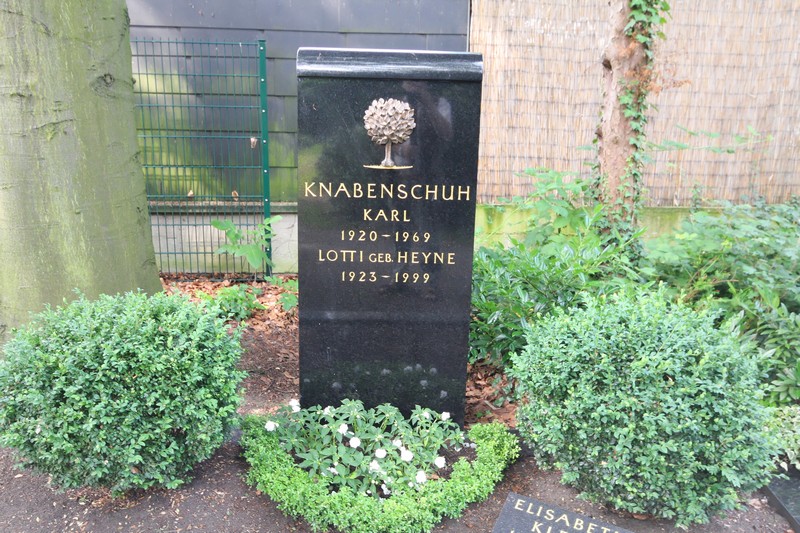 KNABENSCHUH
KARL
1920-1969
LOTTI GEB. HEYNE
1923-1999
ELISABETH